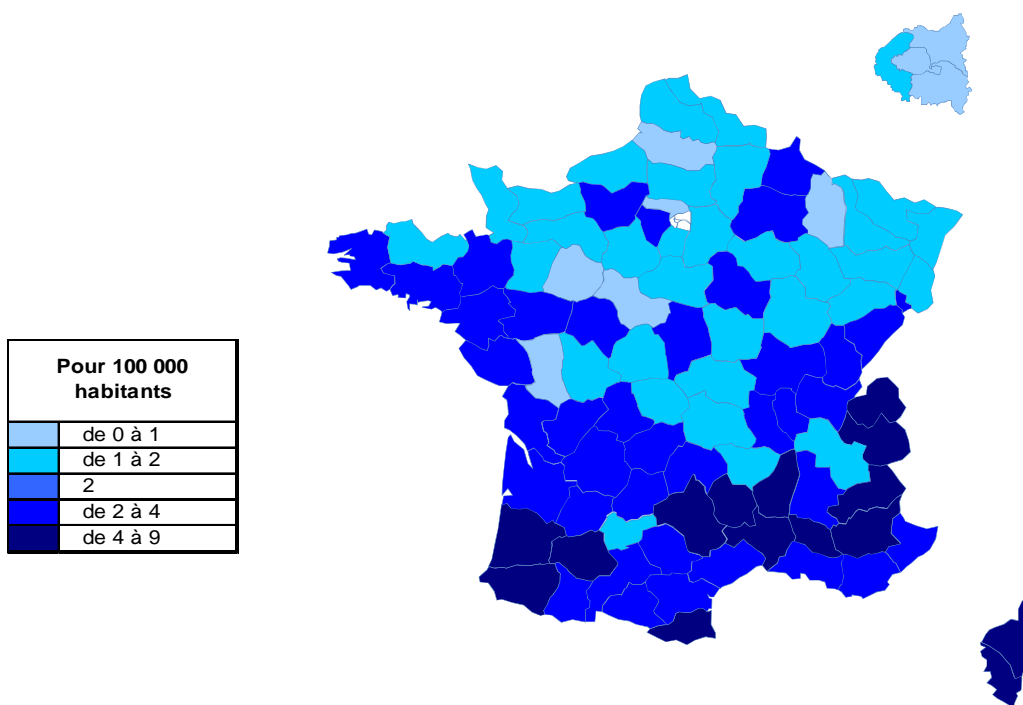 Pour 100 000
habitants
de 0 à 1
de 1 à 2
2
de 2 à 4
de 4 à 9